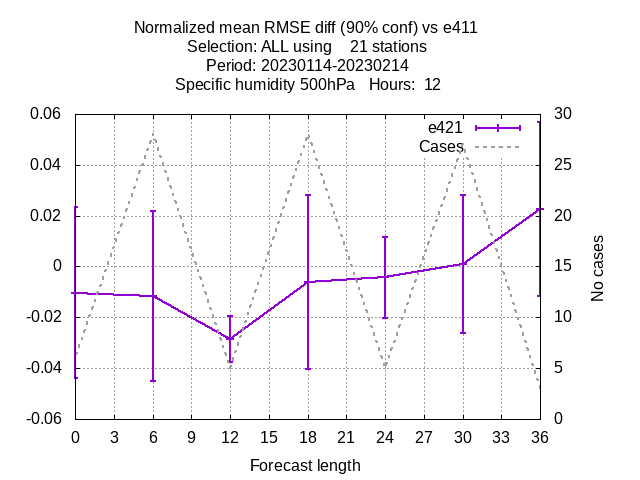 Normalized mean RMSE diff (90% conf) vs e411
Selection: ALL using    21 stations
Period: 20230114-20230214
Specific humidity 500hPa   Hours:  12
e421
Cases
0.06
0.04
0.02
0
-0.02
-0.04
-0.06
30
25
20
15
10
5
0
No cases
0 3 6 9 12 15 18 21 24 27 30 33 36
Forecast length